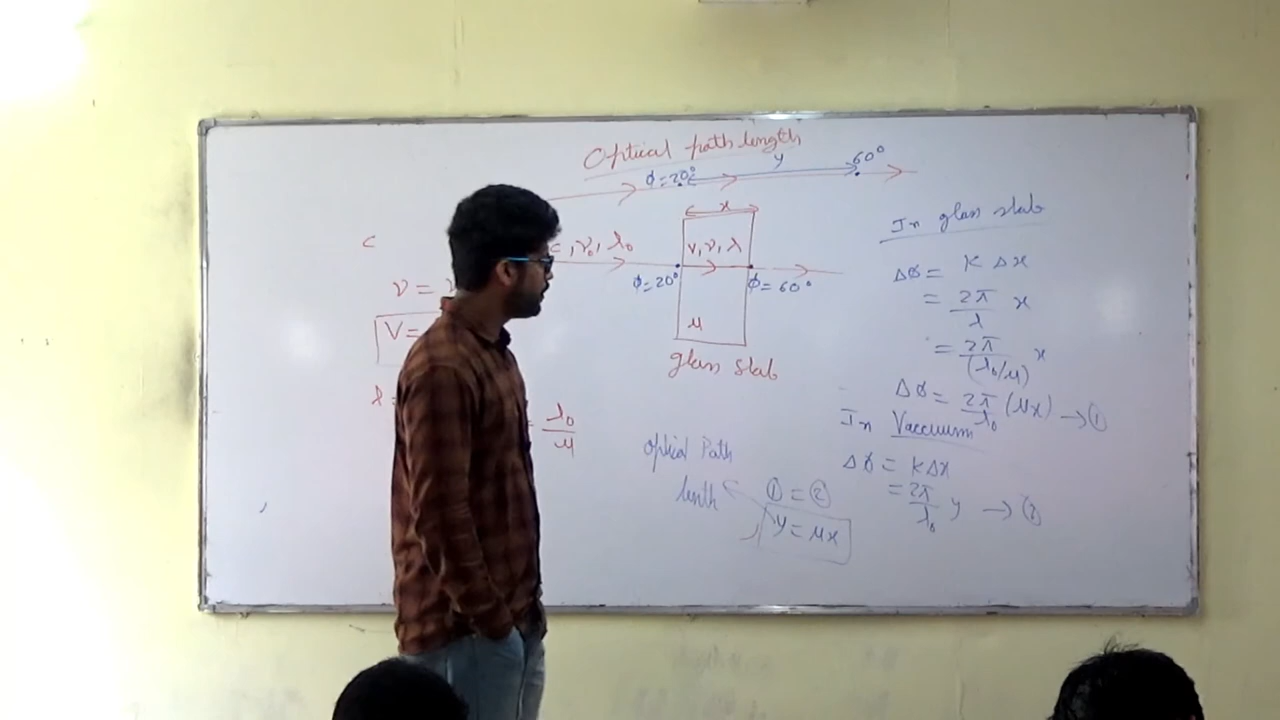 Optical path length
ϕ = 20° y 60°
x
c c, ν₀, λ₀ v, ν, λ
ϕ = 20° ϕ = 60°
ν =
V =
μ
glass slab
λ = = λ₀/μ
In glass slab
Δϕ = K Δx
= 2π/λ x
= 2π/(λ₀/μ) x
Δϕ = 2π/λ₀ (μx) → ①
In Vaccuum
Δϕ = KΔx
= 2π/λ₀ y → ②
optical Path
lenth
① = ②
y = μx